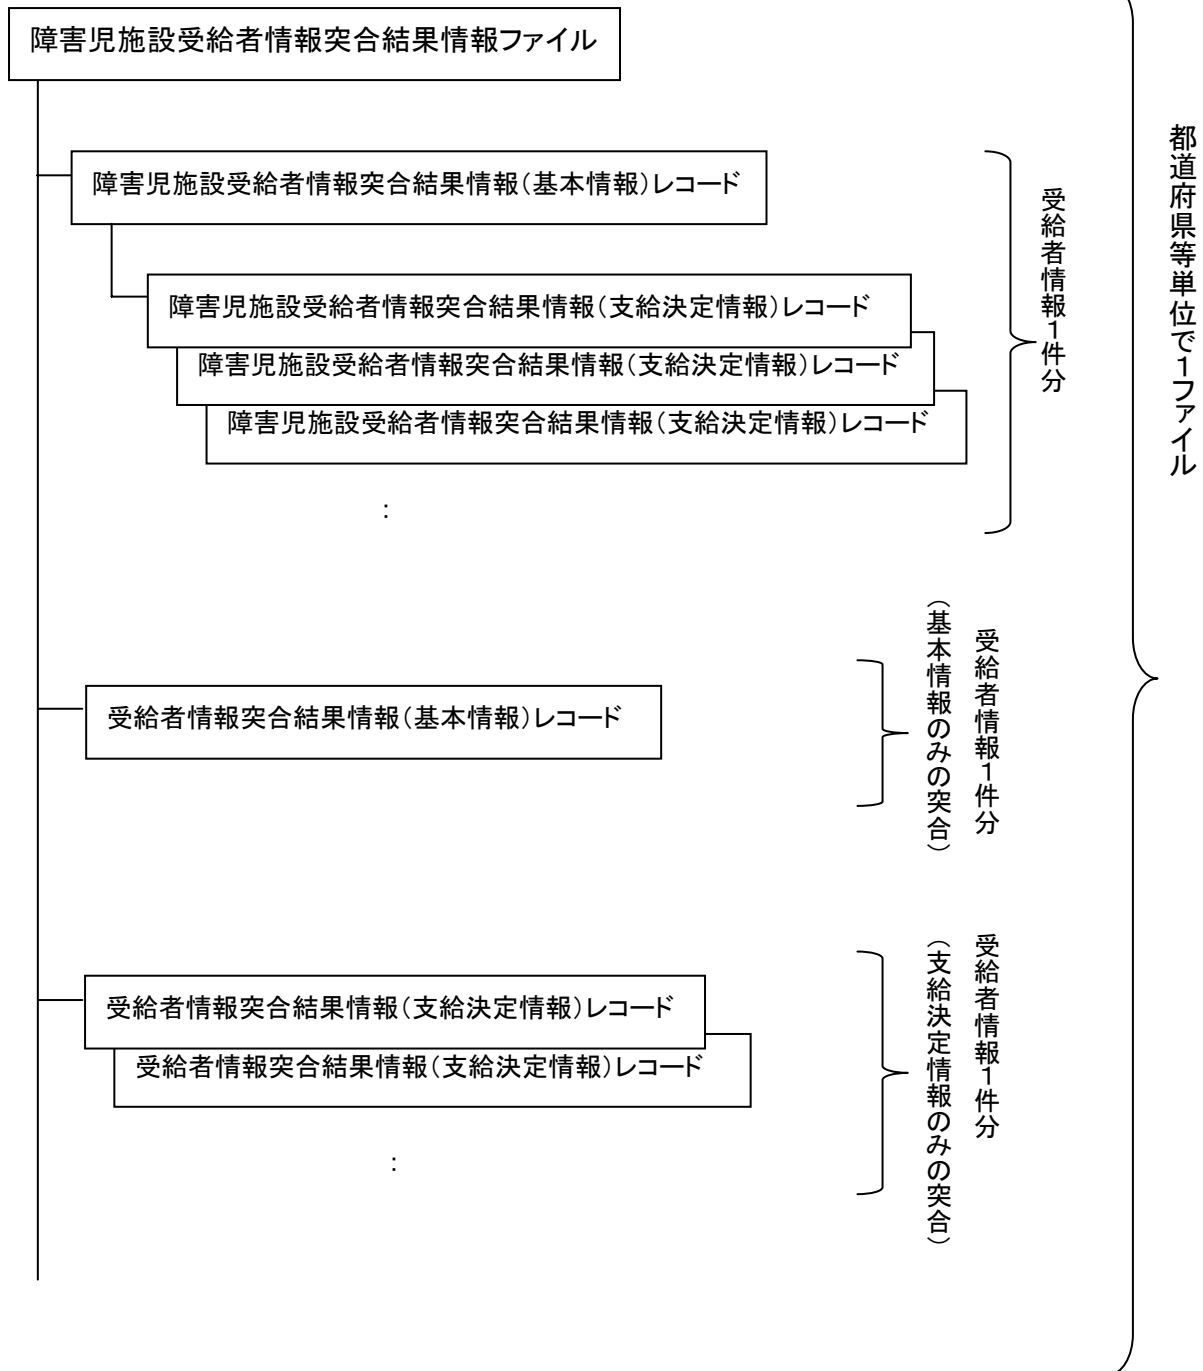 障害児施設受給者情報突合結果情報ファイル
障害児施設受給者情報突合結果情報（基本情報）レコード
障害児施設受給者情報突合結果情報（支給決定情報）レコード
障害児施設受給者情報突合結果情報（支給決定情報）レコード
障害児施設受給者情報突合結果情報（支給決定情報）レコード
：
受給者情報１件分
都道府県等単位で１ファイル
受給者情報突合結果情報（基本情報）レコード
受給者情報１件分
（基本情報のみの突合）
受給者情報突合結果情報（支給決定情報）レコード
受給者情報突合結果情報（支給決定情報）レコード
：
受給者情報１件分
（支給決定情報のみの突合）